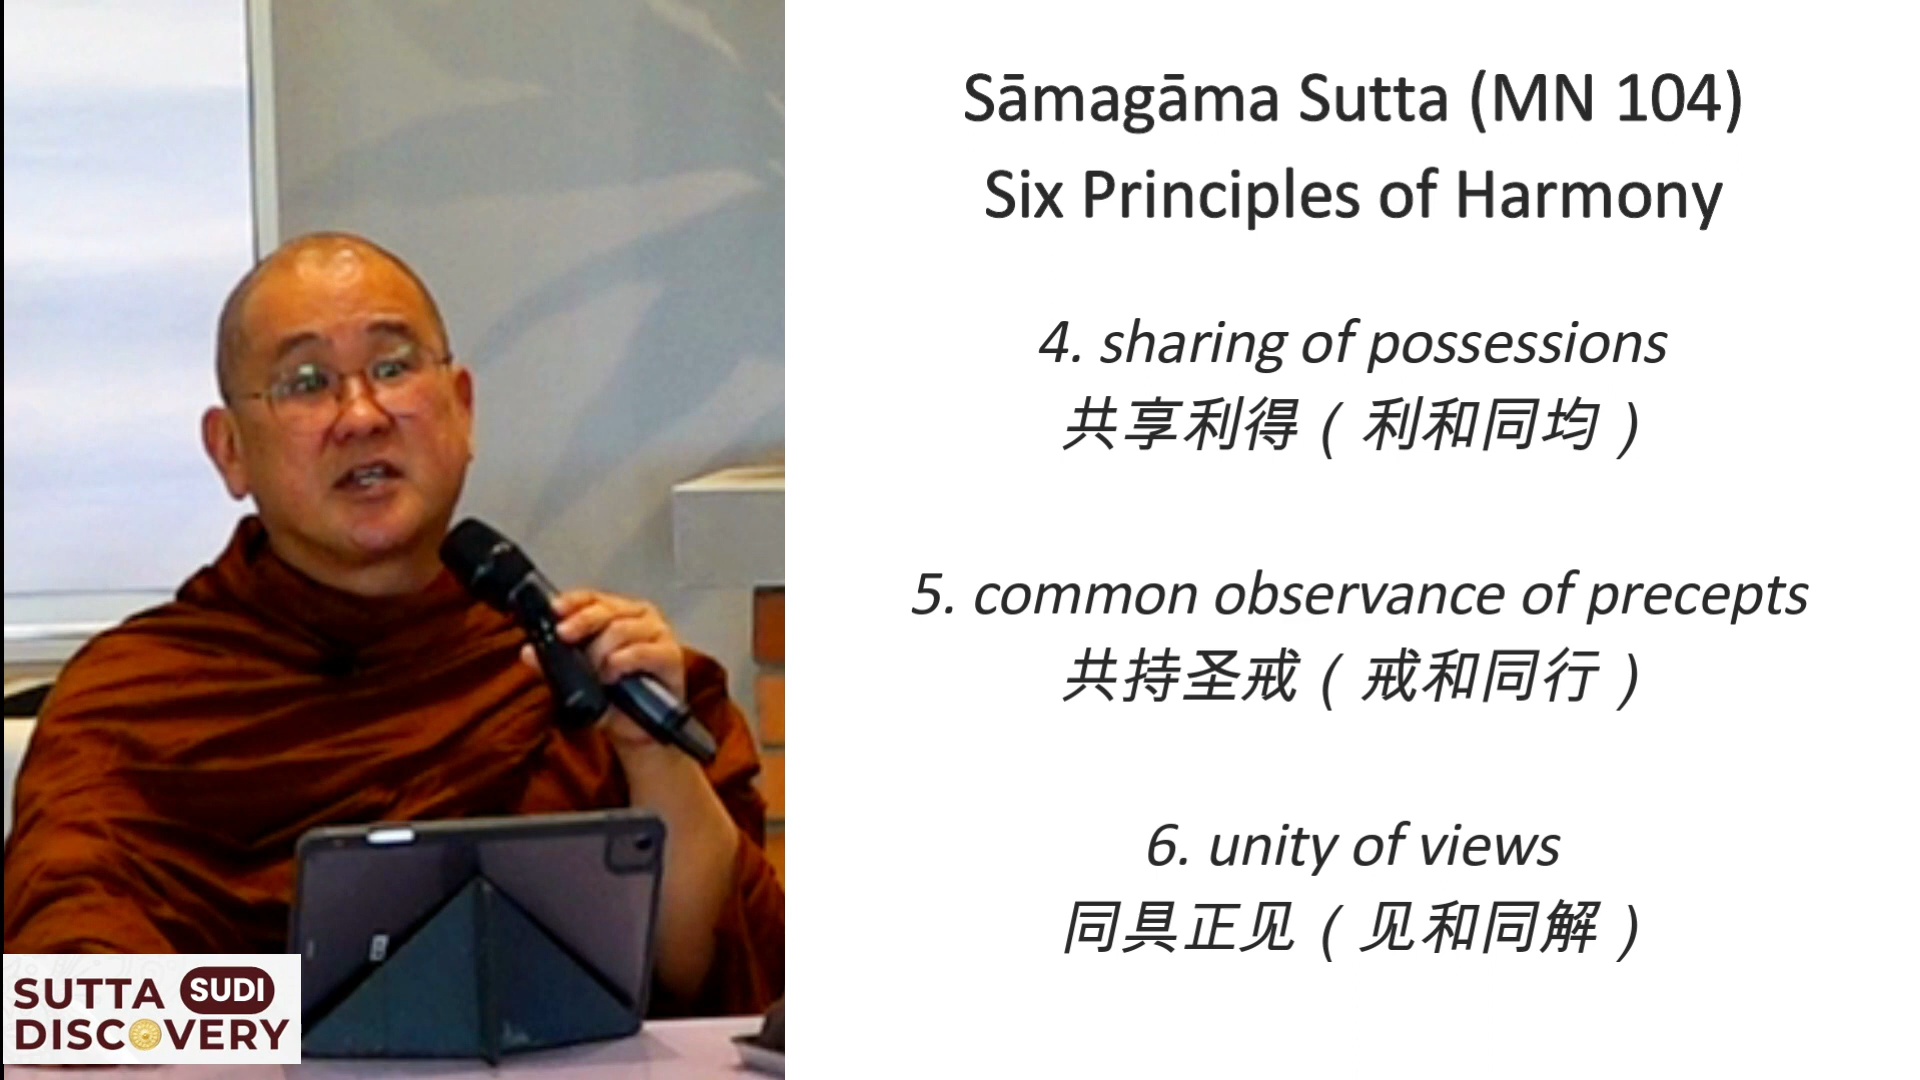 Sāmagāma Sutta (MN 104)
Six Principles of Harmony
4. sharing of possessions
共享利得（利和同均）
5. common observance of precepts
共持圣戒（戒和同行）
6. unity of views
同具正见（见和同解）
SUTTA SUDI
DISCOVERY